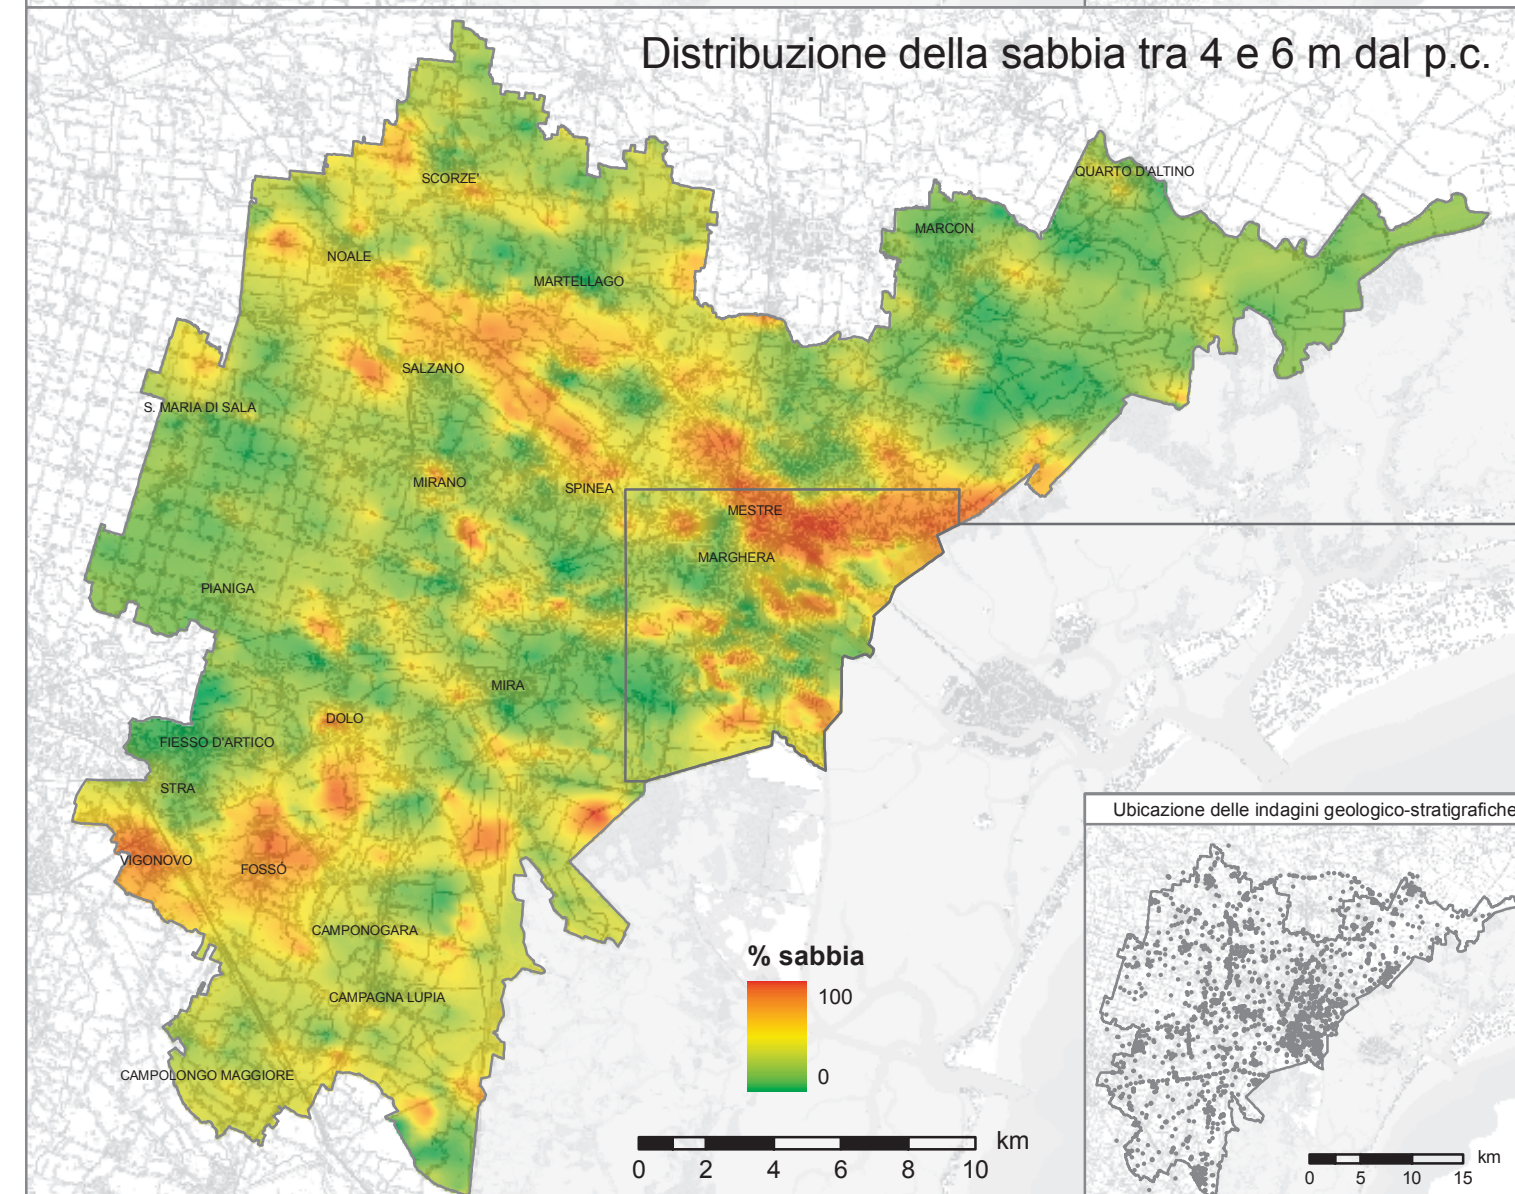 Distribuzione della sabbia tra 4 e 6 m dal p.c.
QUARTO D'ALTINO
SCORZE'
MARCON
NOALE
MARTELLAGO
SALZANO
S. MARIA DI SALA
MIRANO
SPINEA
MESTRE
MARGHERA
PIANIGA
MIRA
DOLO
FIESSO D'ARTICO
STRA
VIGONOVO
FOSSÓ
CAMPONOGARA
CAMPAGNA LUPIA
CAMPOLONGO MAGGIORE
% sabbia
100
0
km
0 2 4 6 8 10
Ubicazione delle indagini geologico-stratigrafiche
km
0 5 10 15